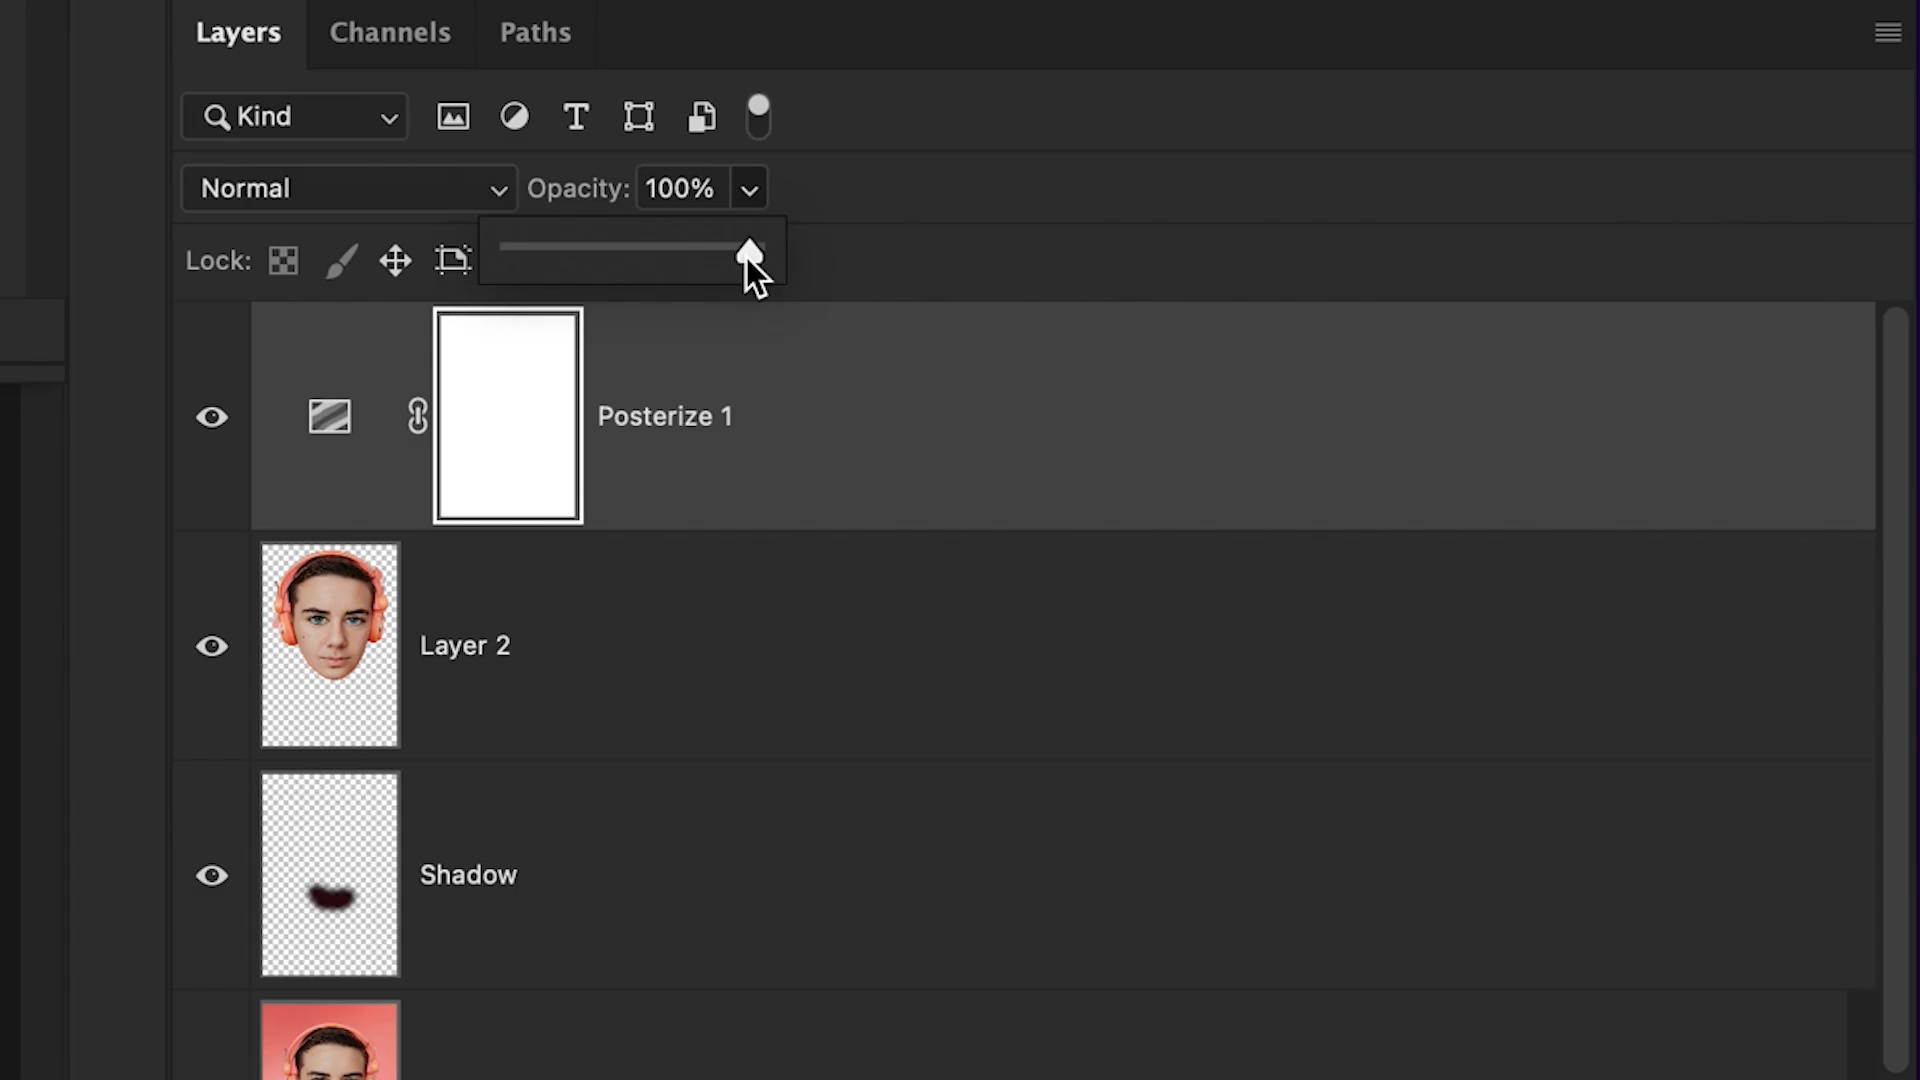 Layers Channels Paths
Kind
Normal Opacity: 100%
Lock:
Posterize 1
Layer 2
Shadow